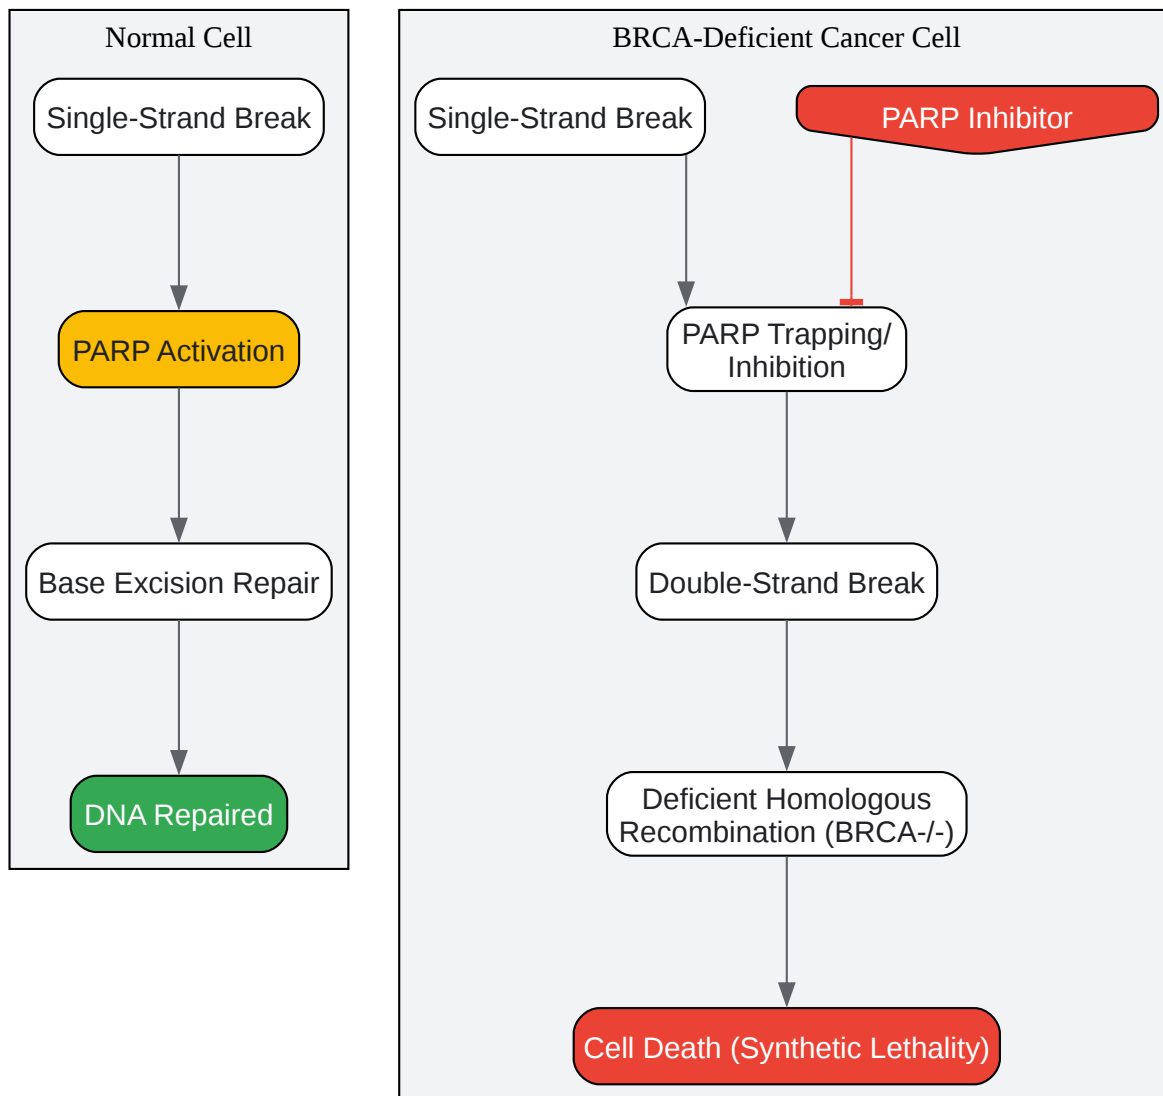 Normal Cell
Single-Strand Break
PARP Activation
Base Excision Repair
DNA Repaired
BRCA-Deficient Cancer Cell
Single-Strand Break
PARP Inhibitor
PARP Trapping/
Inhibition
Double-Strand Break
Deficient Homologous
Recombination (BRCA-/-)
Cell Death (Synthetic Lethality)